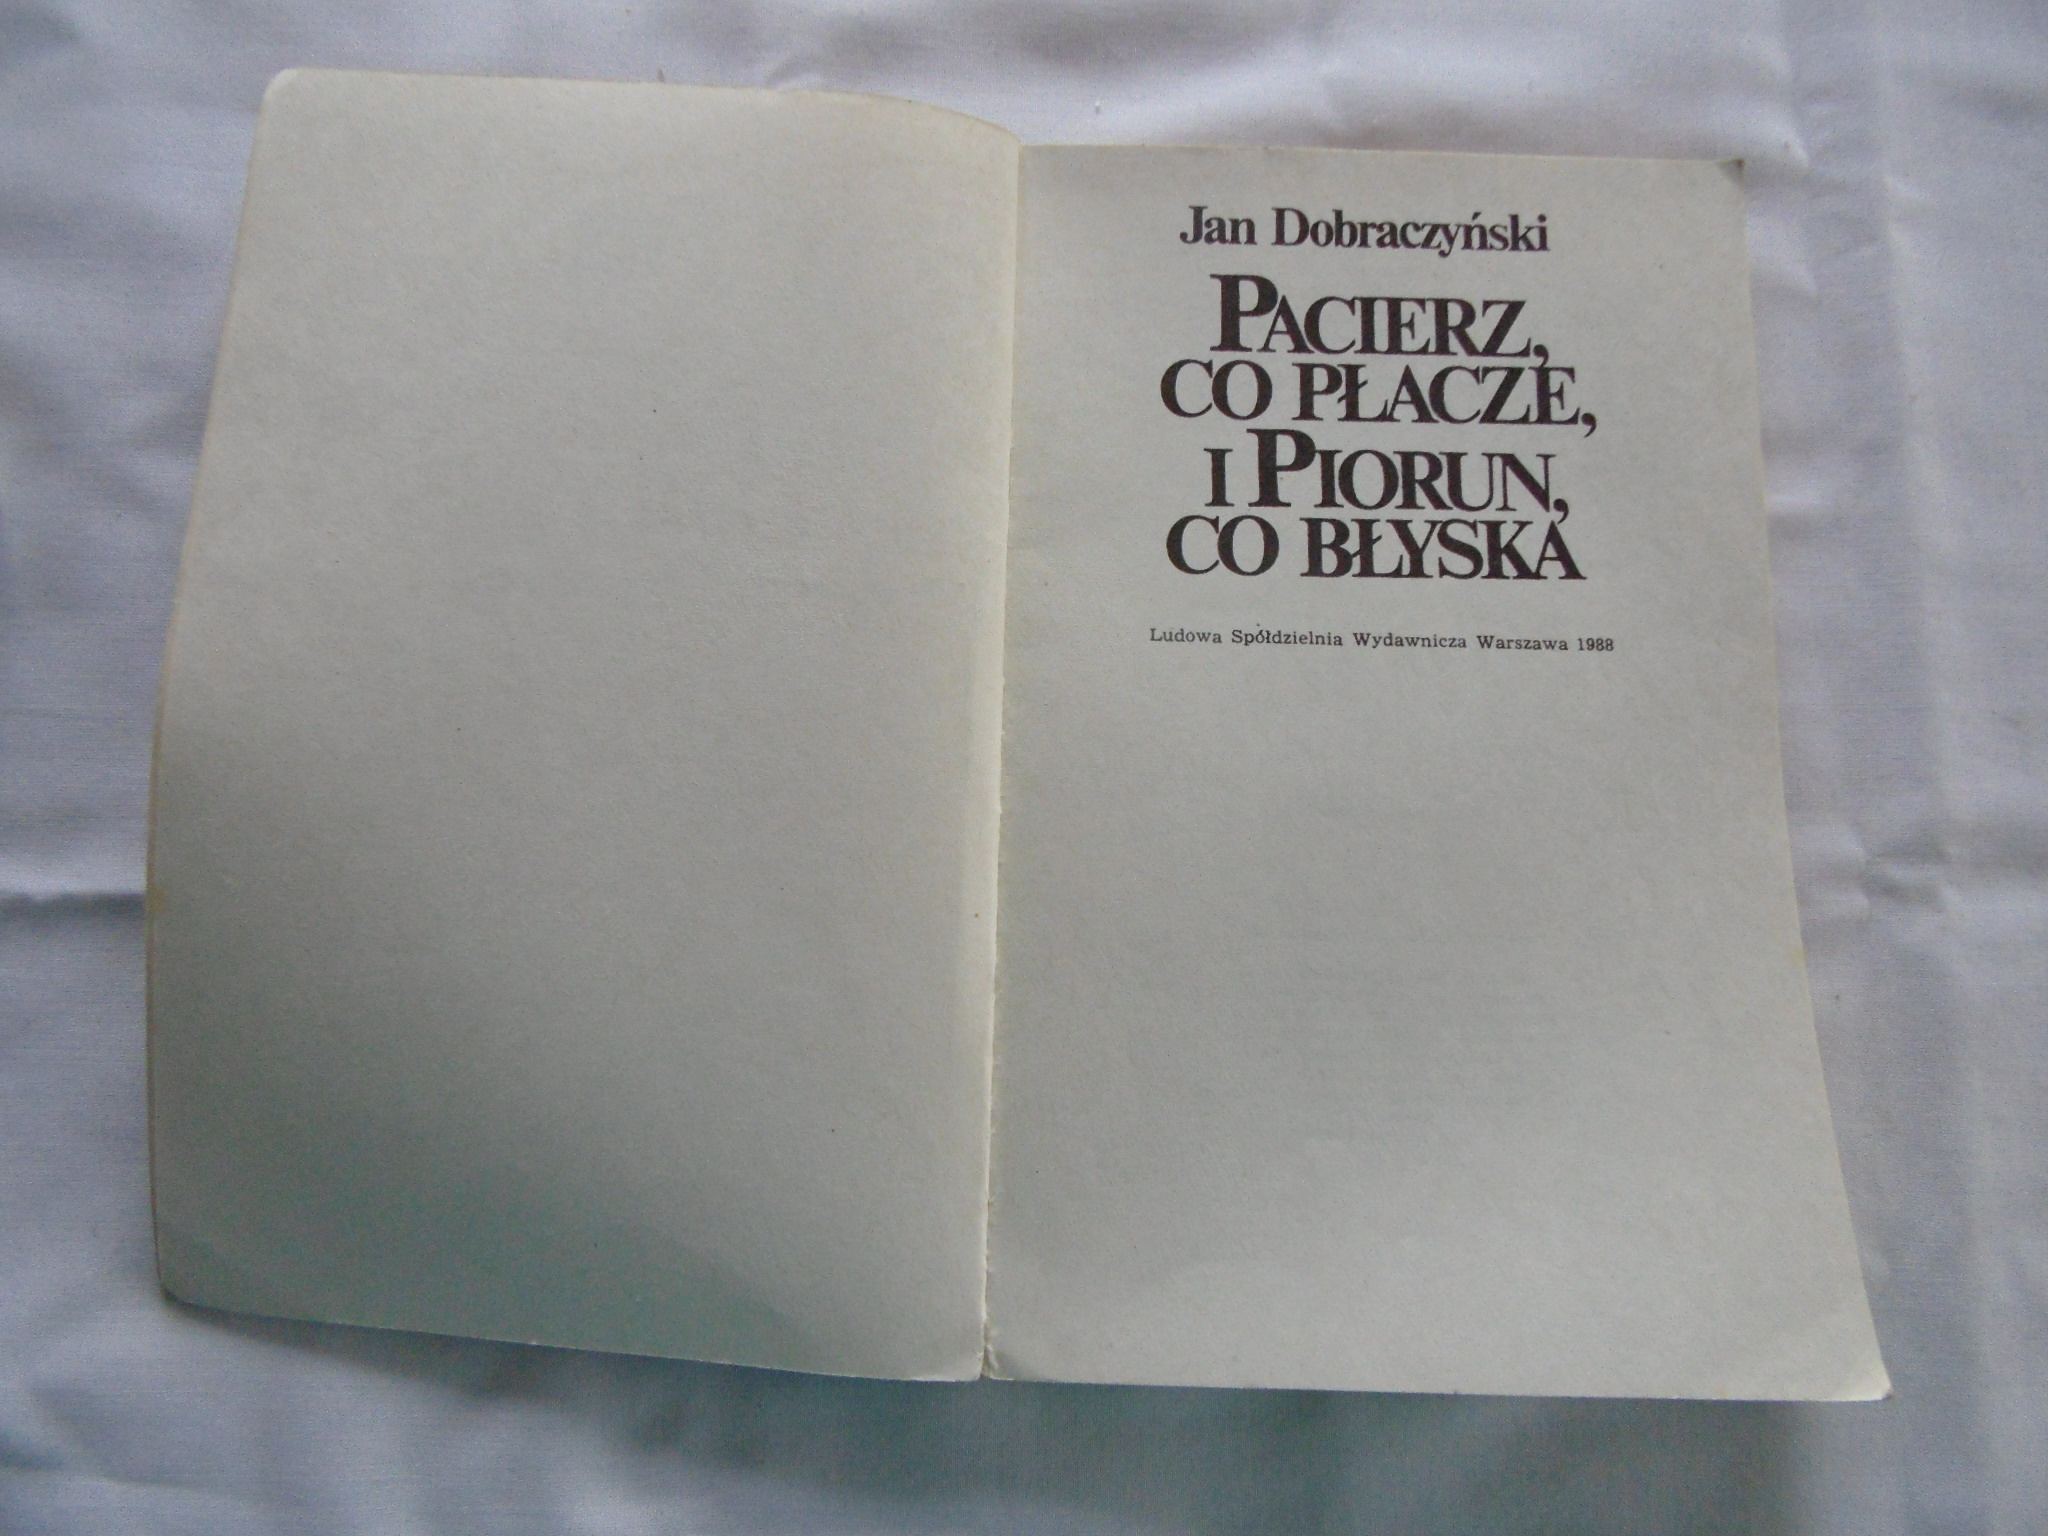 Jan Dobraczyński
PACIERZ,
CO PŁACZE,
I PIORUN,
CO BŁYSKA
Ludowa Spółdzielnia Wydawnicza Warszawa 1988